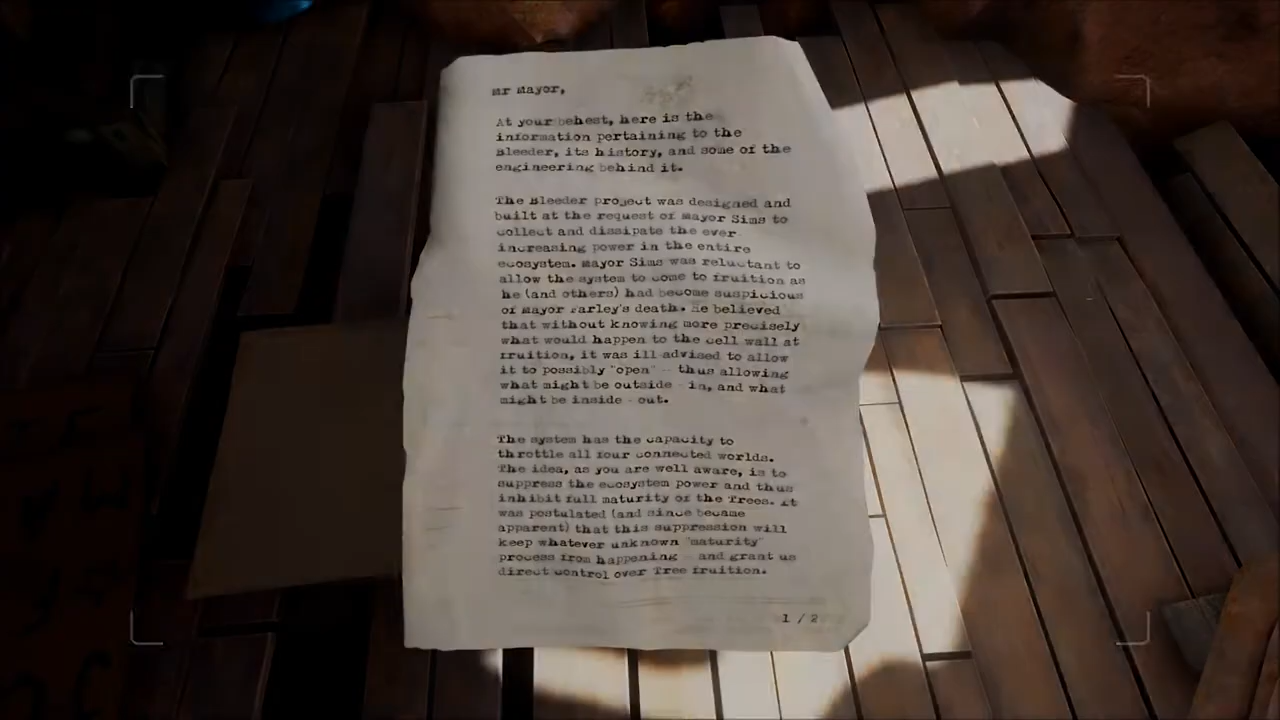 Mr Mayor,
At your behest, here is the
information pertaining to the
Bleeder, its history, and some of the
engineering behind it.
The Bleeder project was designed and
built at the request of Mayor Sims to
collect and dissipate the ever
increasing power in the entire
ecosystem. Mayor Sims was reluctant to
allow the system to come to fruition as
he (and others) had become suspicious
of Mayor Farley's death. He believed
that without knowing more precisely
what would happen to the cell wall at
fruition, it was ill-advised to allow
it to possibly "open" -- thus allowing
what might be outside - in, and what
might be inside - out.
The system has the capacity to
throttle all four connected worlds.
The idea, as you are well aware, is to
suppress the ecosystem power and thus
inhibit full maturity of the Trees. It
was postulated (and since became
apparent) that this suppression will
keep whatever unknown "maturity"
process from happening - and grant us
direct control over Tree fruition.
1 / 2